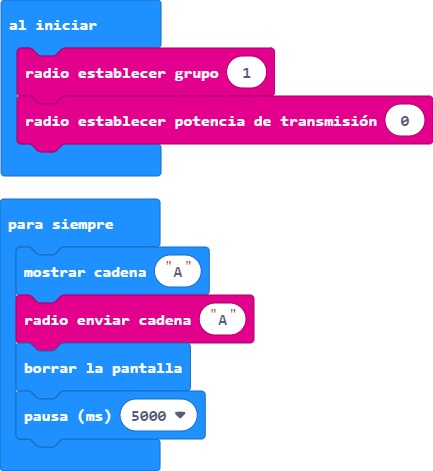 al iniciar
radio establecer grupo 1
radio establecer potencia de transmisión 0
para siempre
mostrar cadena "A"
radio enviar cadena "A"
borrar la pantalla
pausa (ms) 5000